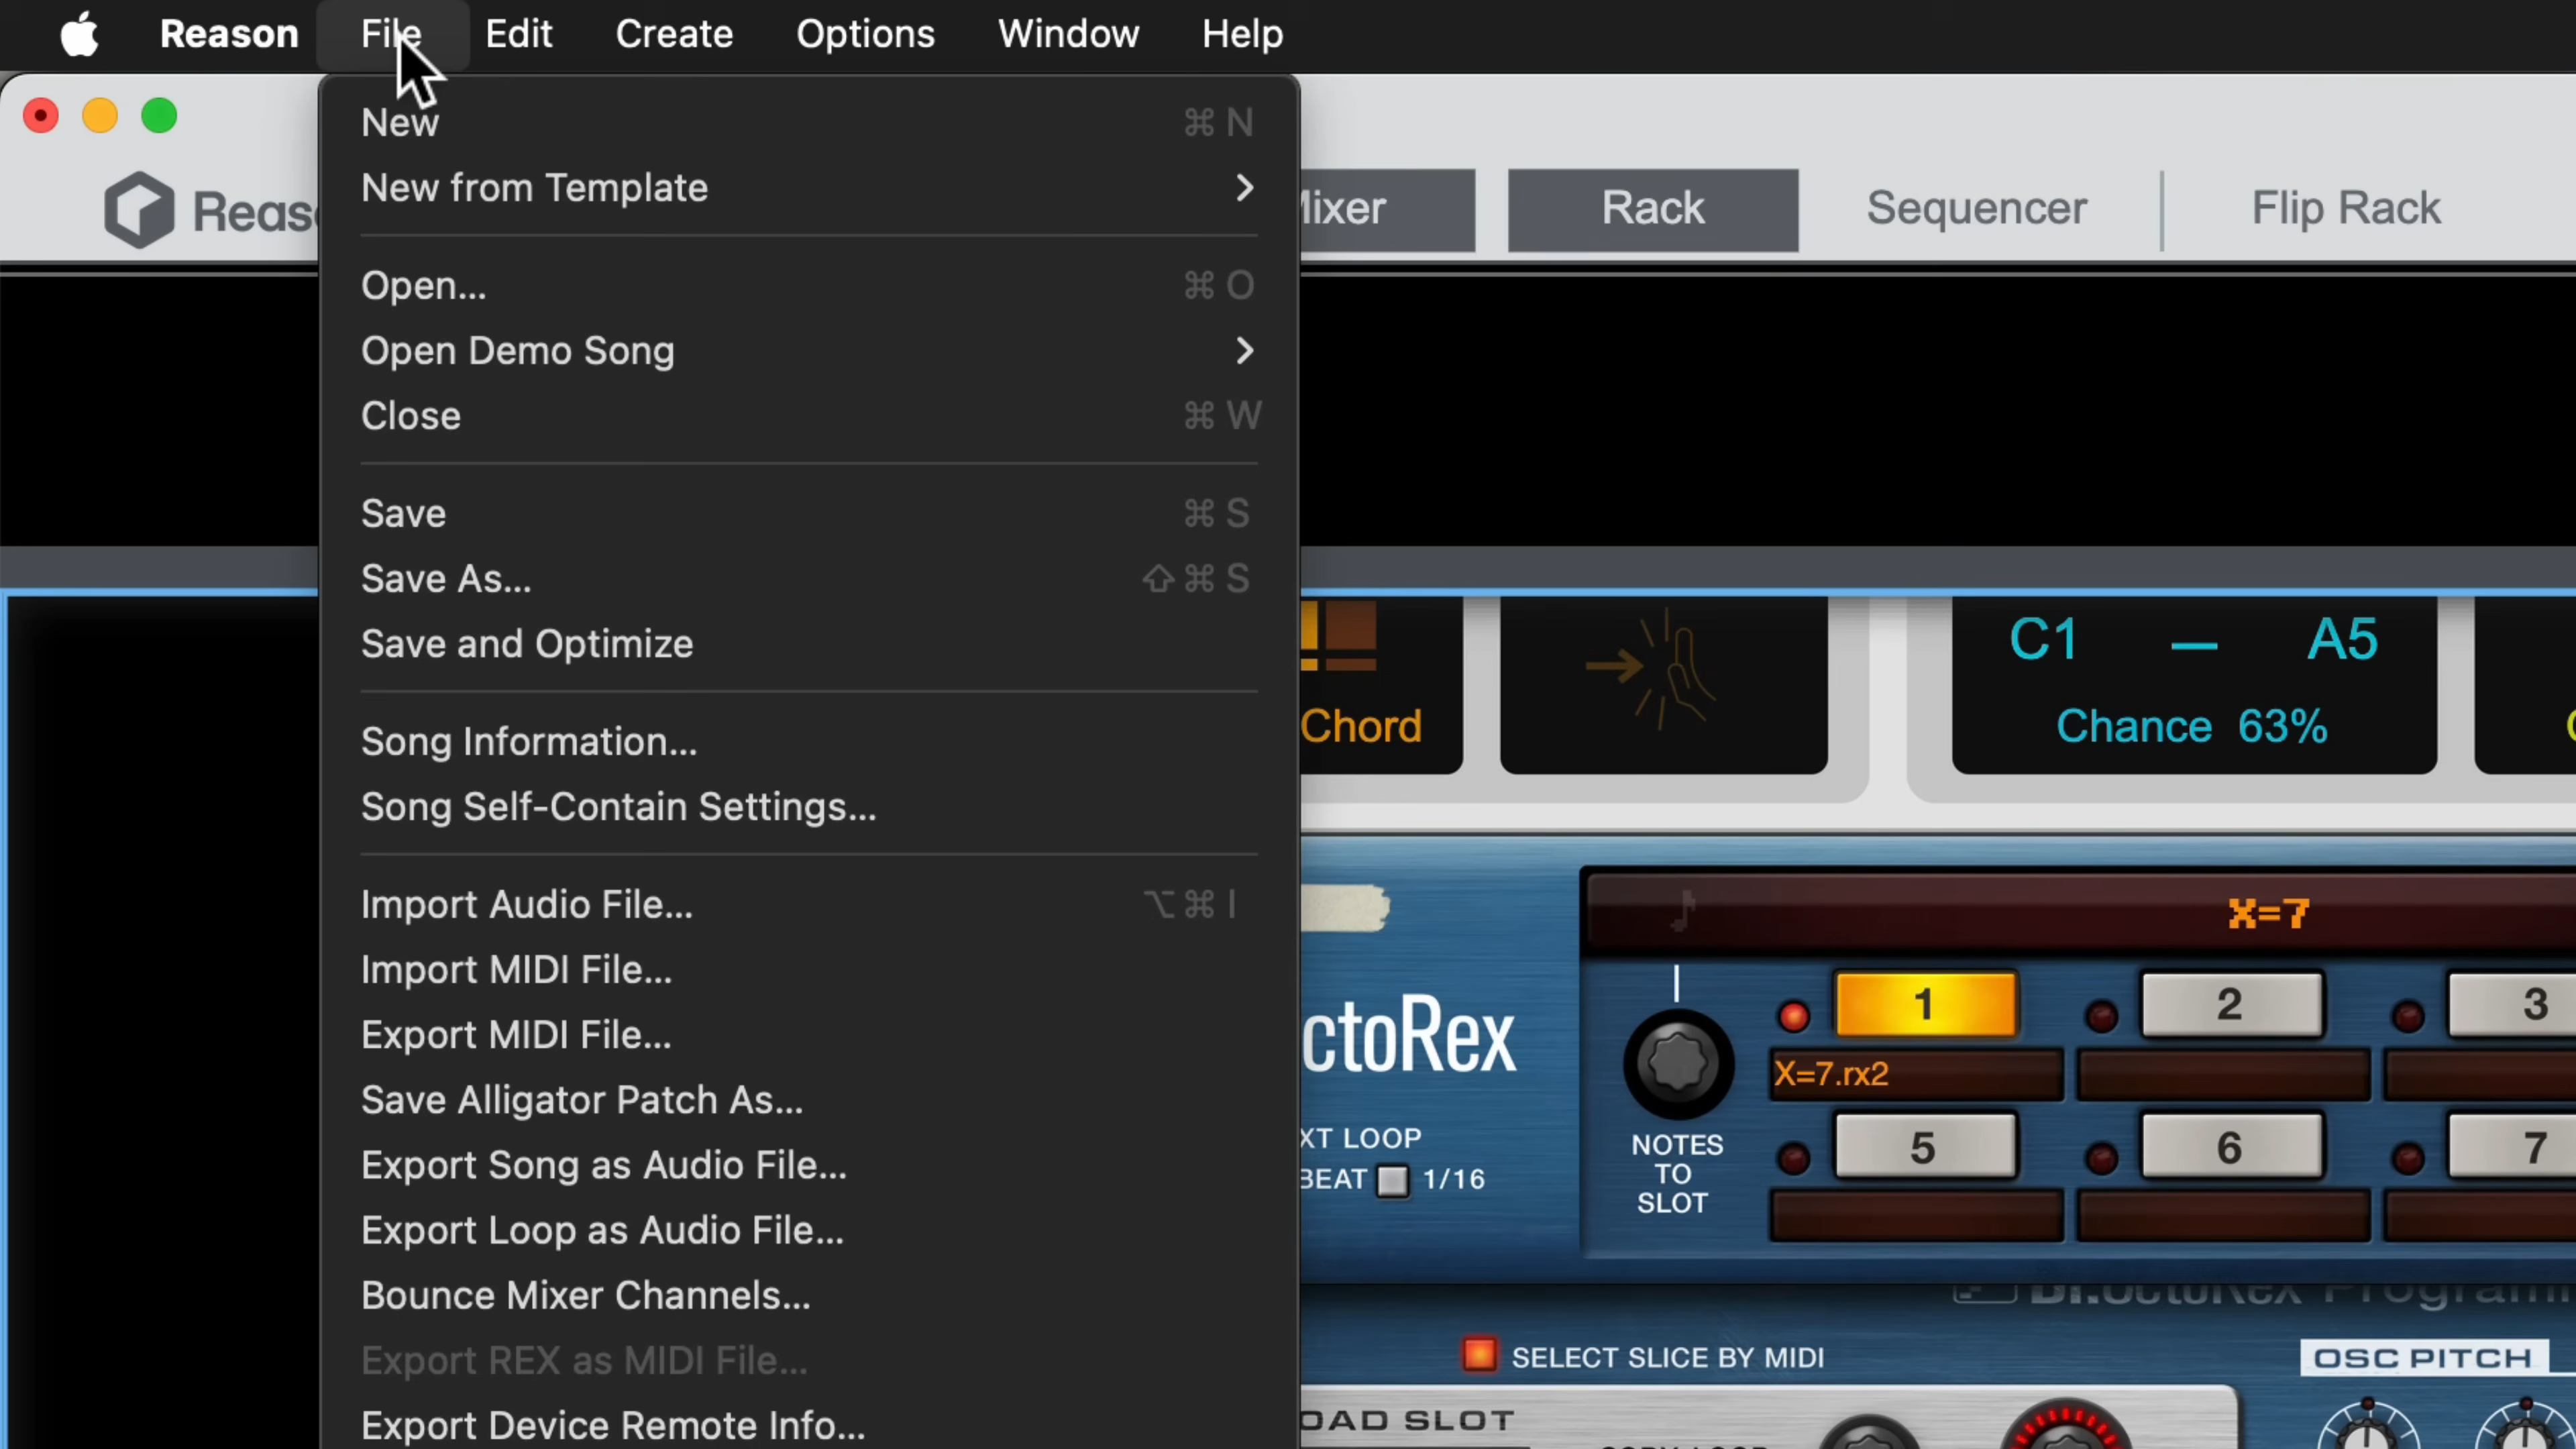 Reason File Edit Create Options Window Help
New ⌘ N
New from Template
Open... ⌘ O
Open Demo Song
Close ⌘ W
Save ⌘ S
Save As... ⇧ ⌘ S
Save and Optimize
Song Information...
Song Self-Contain Settings...
Import Audio File... ⌥ ⌘ I
Import MIDI File...
Export MIDI File...
Save Alligator Patch As...
Export Song as Audio File...
Export Loop as Audio File...
Bounce Mixer Channels...
Export REX as MIDI File...
Export Device Remote Info...
Reaso
Mixer Rack Sequencer Flip Rack
C1 — A5
Chord
Chance 63%
X=7
1 2 3
ctoRex
X=7.rx2
XT LOOP
BEAT 1/16
NOTES
TO
SLOT
5 6 7
SELECT SLICE BY MIDI
OSC PITCH
OAD SLOT